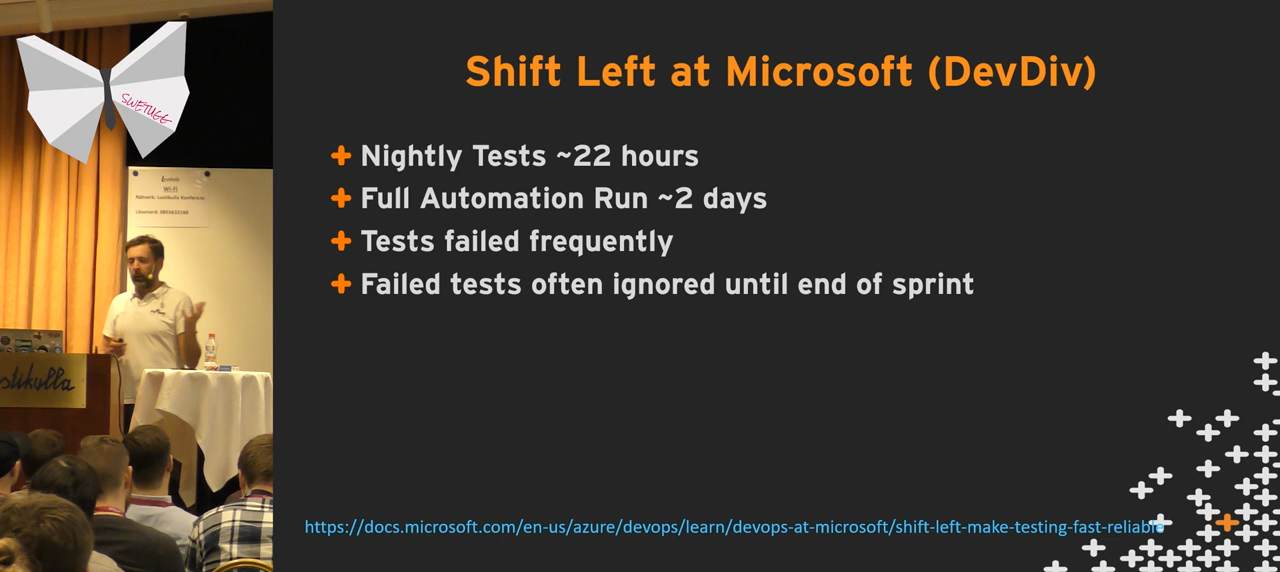 SWETUGG
Wi-Fi
Shift Left at Microsoft (DevDiv)
Nightly Tests ~22 hours
Full Automation Run ~2 days
Tests failed frequently
Failed tests often ignored until end of sprint
https://docs.microsoft.com/en-us/azure/devops/learn/devops-at-microsoft/shift-left-make-testing-fast-reliable